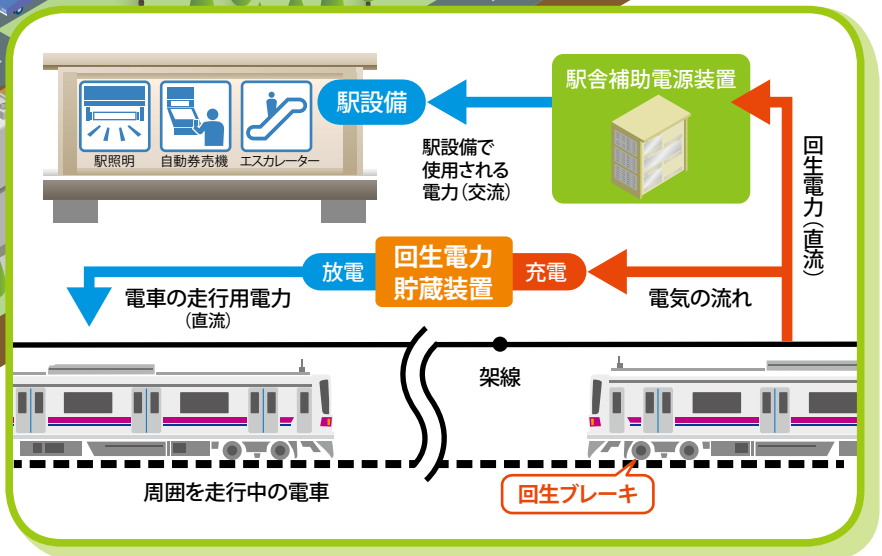 駅舎補助電源装置
駅設備
駅照明
自動券売機
エスカレーター
駅設備で
使用される
電力(交流)
回生電力(直流)
放電
回生電力
貯蔵装置
充電
電車の走行用電力
(直流)
電気の流れ
架線
周囲を走行中の電車
回生ブレーキ